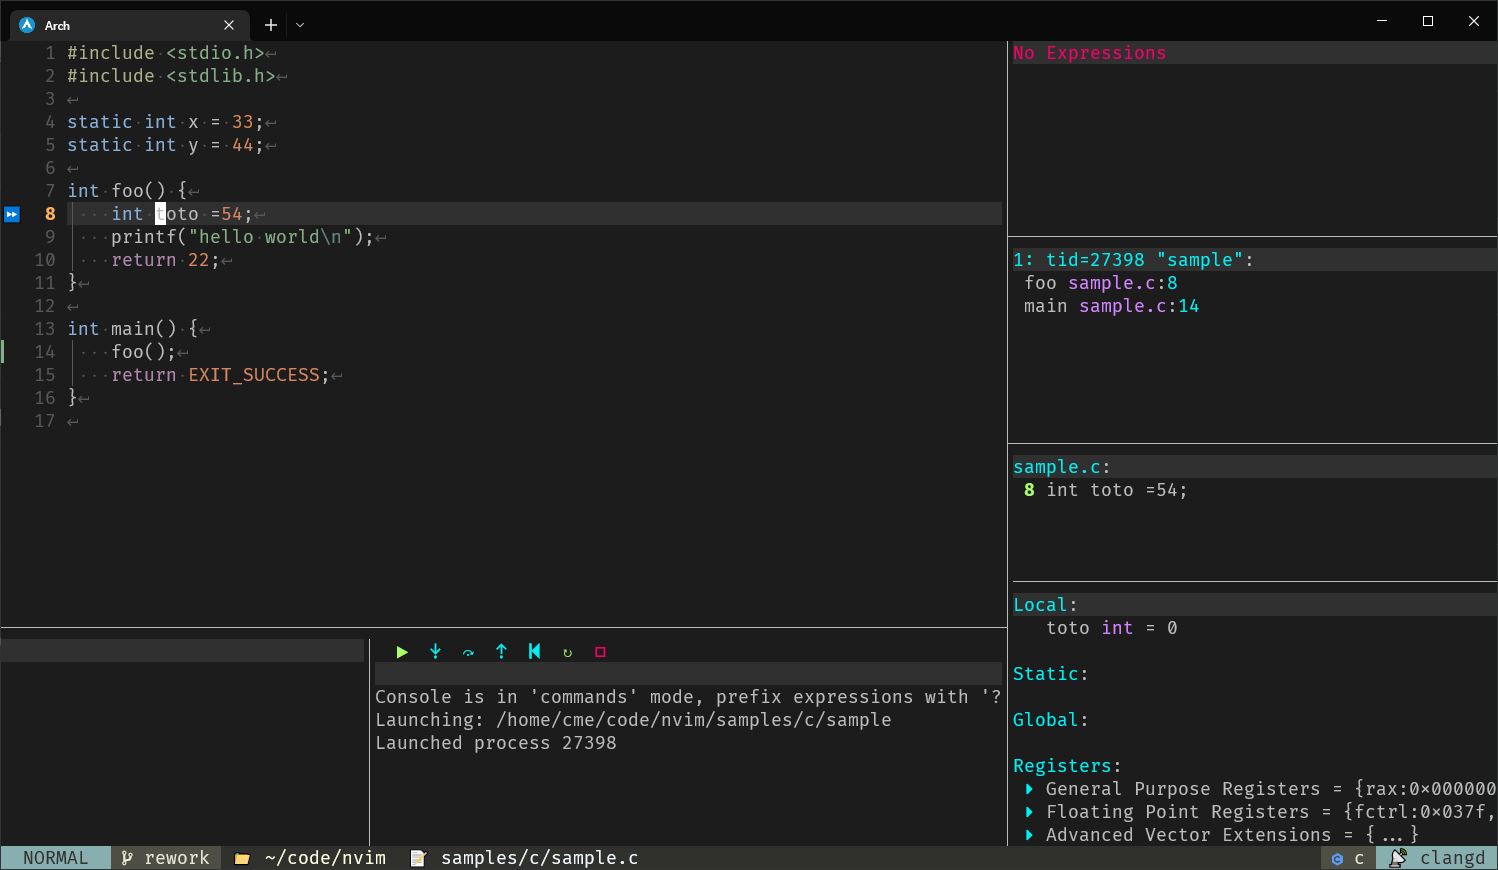 Arch
1 #include <stdio.h>
2 #include <stdlib.h>
3
4 static int x = 33;
5 static int y = 44;
6
7 int foo() {
8 int toto =54;
9 printf("hello world\n");
10 return 22;
11 }
12
13 int main() {
14 foo();
15 return EXIT_SUCCESS;
16 }
17
No Expressions
1: tid=27398 "sample":
foo sample.c:8
main sample.c:14
sample.c:
8 int toto =54;
Local:
toto int = 0
Static:
Global:
Registers:
General Purpose Registers = {rax:0×000000
Floating Point Registers = {fctrl:0×037f,
Advanced Vector Extensions = {...}
Console is in 'commands' mode, prefix expressions with '?
Launching: /home/cme/code/nvim/samples/c/sample
Launched process 27398
NORMAL rework ~/code/nvim samples/c/sample.c c clangd